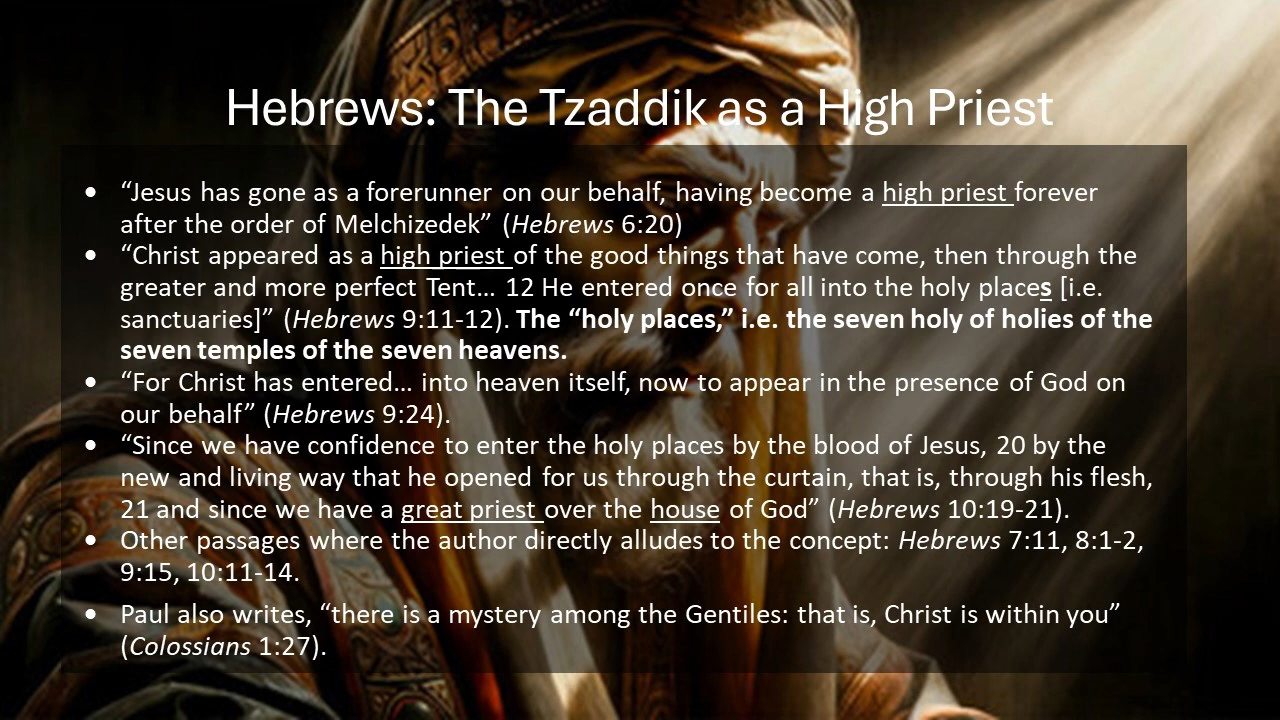 Hebrews: The Tzaddik as a High Priest
• “Jesus has gone as a forerunner on our behalf, having become a high priest forever
after the order of Melchizedek” (Hebrews 6:20)
• “Christ appeared as a high priest of the good things that have come, then through the
greater and more perfect Tent… 12 He entered once for all into the holy places [i.e.
sanctuaries]” (Hebrews 9:11-12). The “holy places,” i.e. the seven holy of holies of the
seven temples of the seven heavens.
• “For Christ has entered… into heaven itself, now to appear in the presence of God on
our behalf” (Hebrews 9:24).
• “Since we have confidence to enter the holy places by the blood of Jesus, 20 by the
new and living way that he opened for us through the curtain, that is, through his flesh,
21 and since we have a great priest over the house of God” (Hebrews 10:19-21).
• Other passages where the author directly alludes to the concept: Hebrews 7:11, 8:1-2,
9:15, 10:11-14.
• Paul also writes, “there is a mystery among the Gentiles: that is, Christ is within you”
(Colossians 1:27).